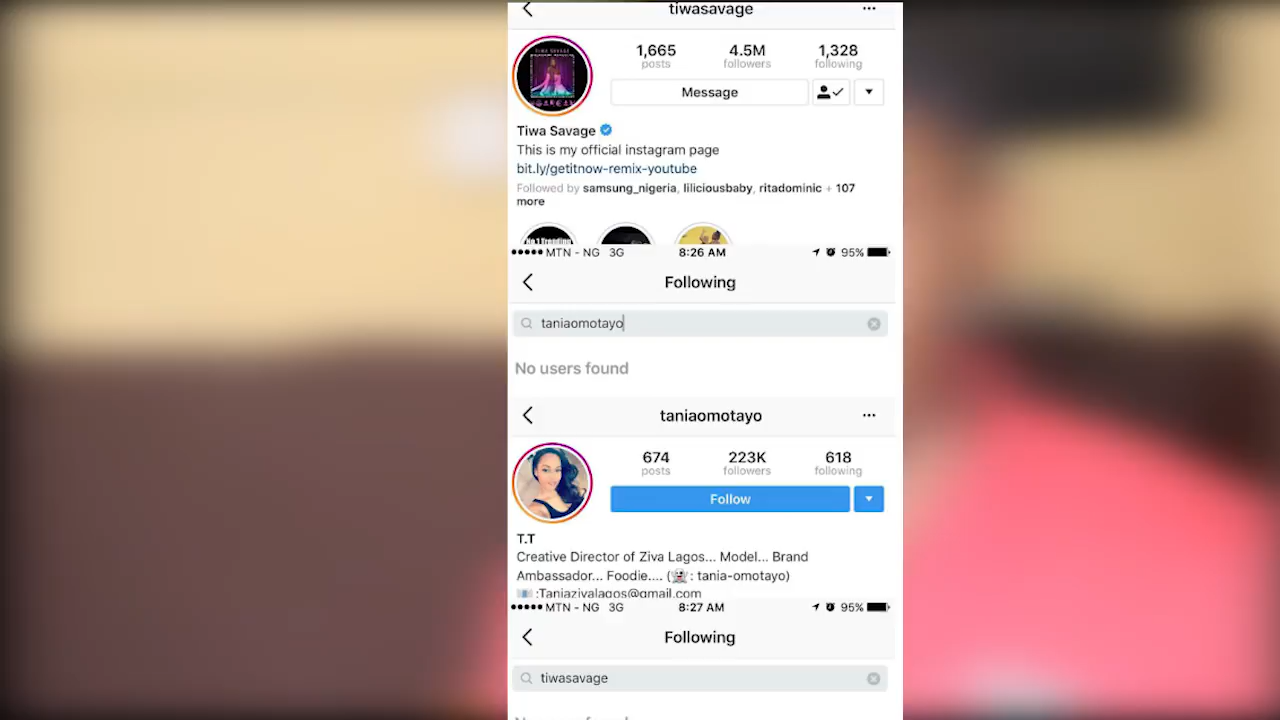 tiwasavage
1,665 4.5M 1,328
posts followers following
Message
Tiwa Savage
This is my official instagram page
bit.ly/getitnow-remix-youtube
Followed by samsung_nigeria, liliciousbaby, ritadominic + 107
more
MTN - NG 3G 8:26 AM 95%
Following
taniaomotayo
No users found
taniaomotayo
674 223K 618
posts followers following
Follow
T.T
Creative Director of Ziva Lagos... Model... Brand
Ambassador... Foodie.... (👻: tania-omotayo)
📧 :Taniazivalagos@gmail.com
MTN - NG 3G 8:27 AM 95%
Following
tiwasavage